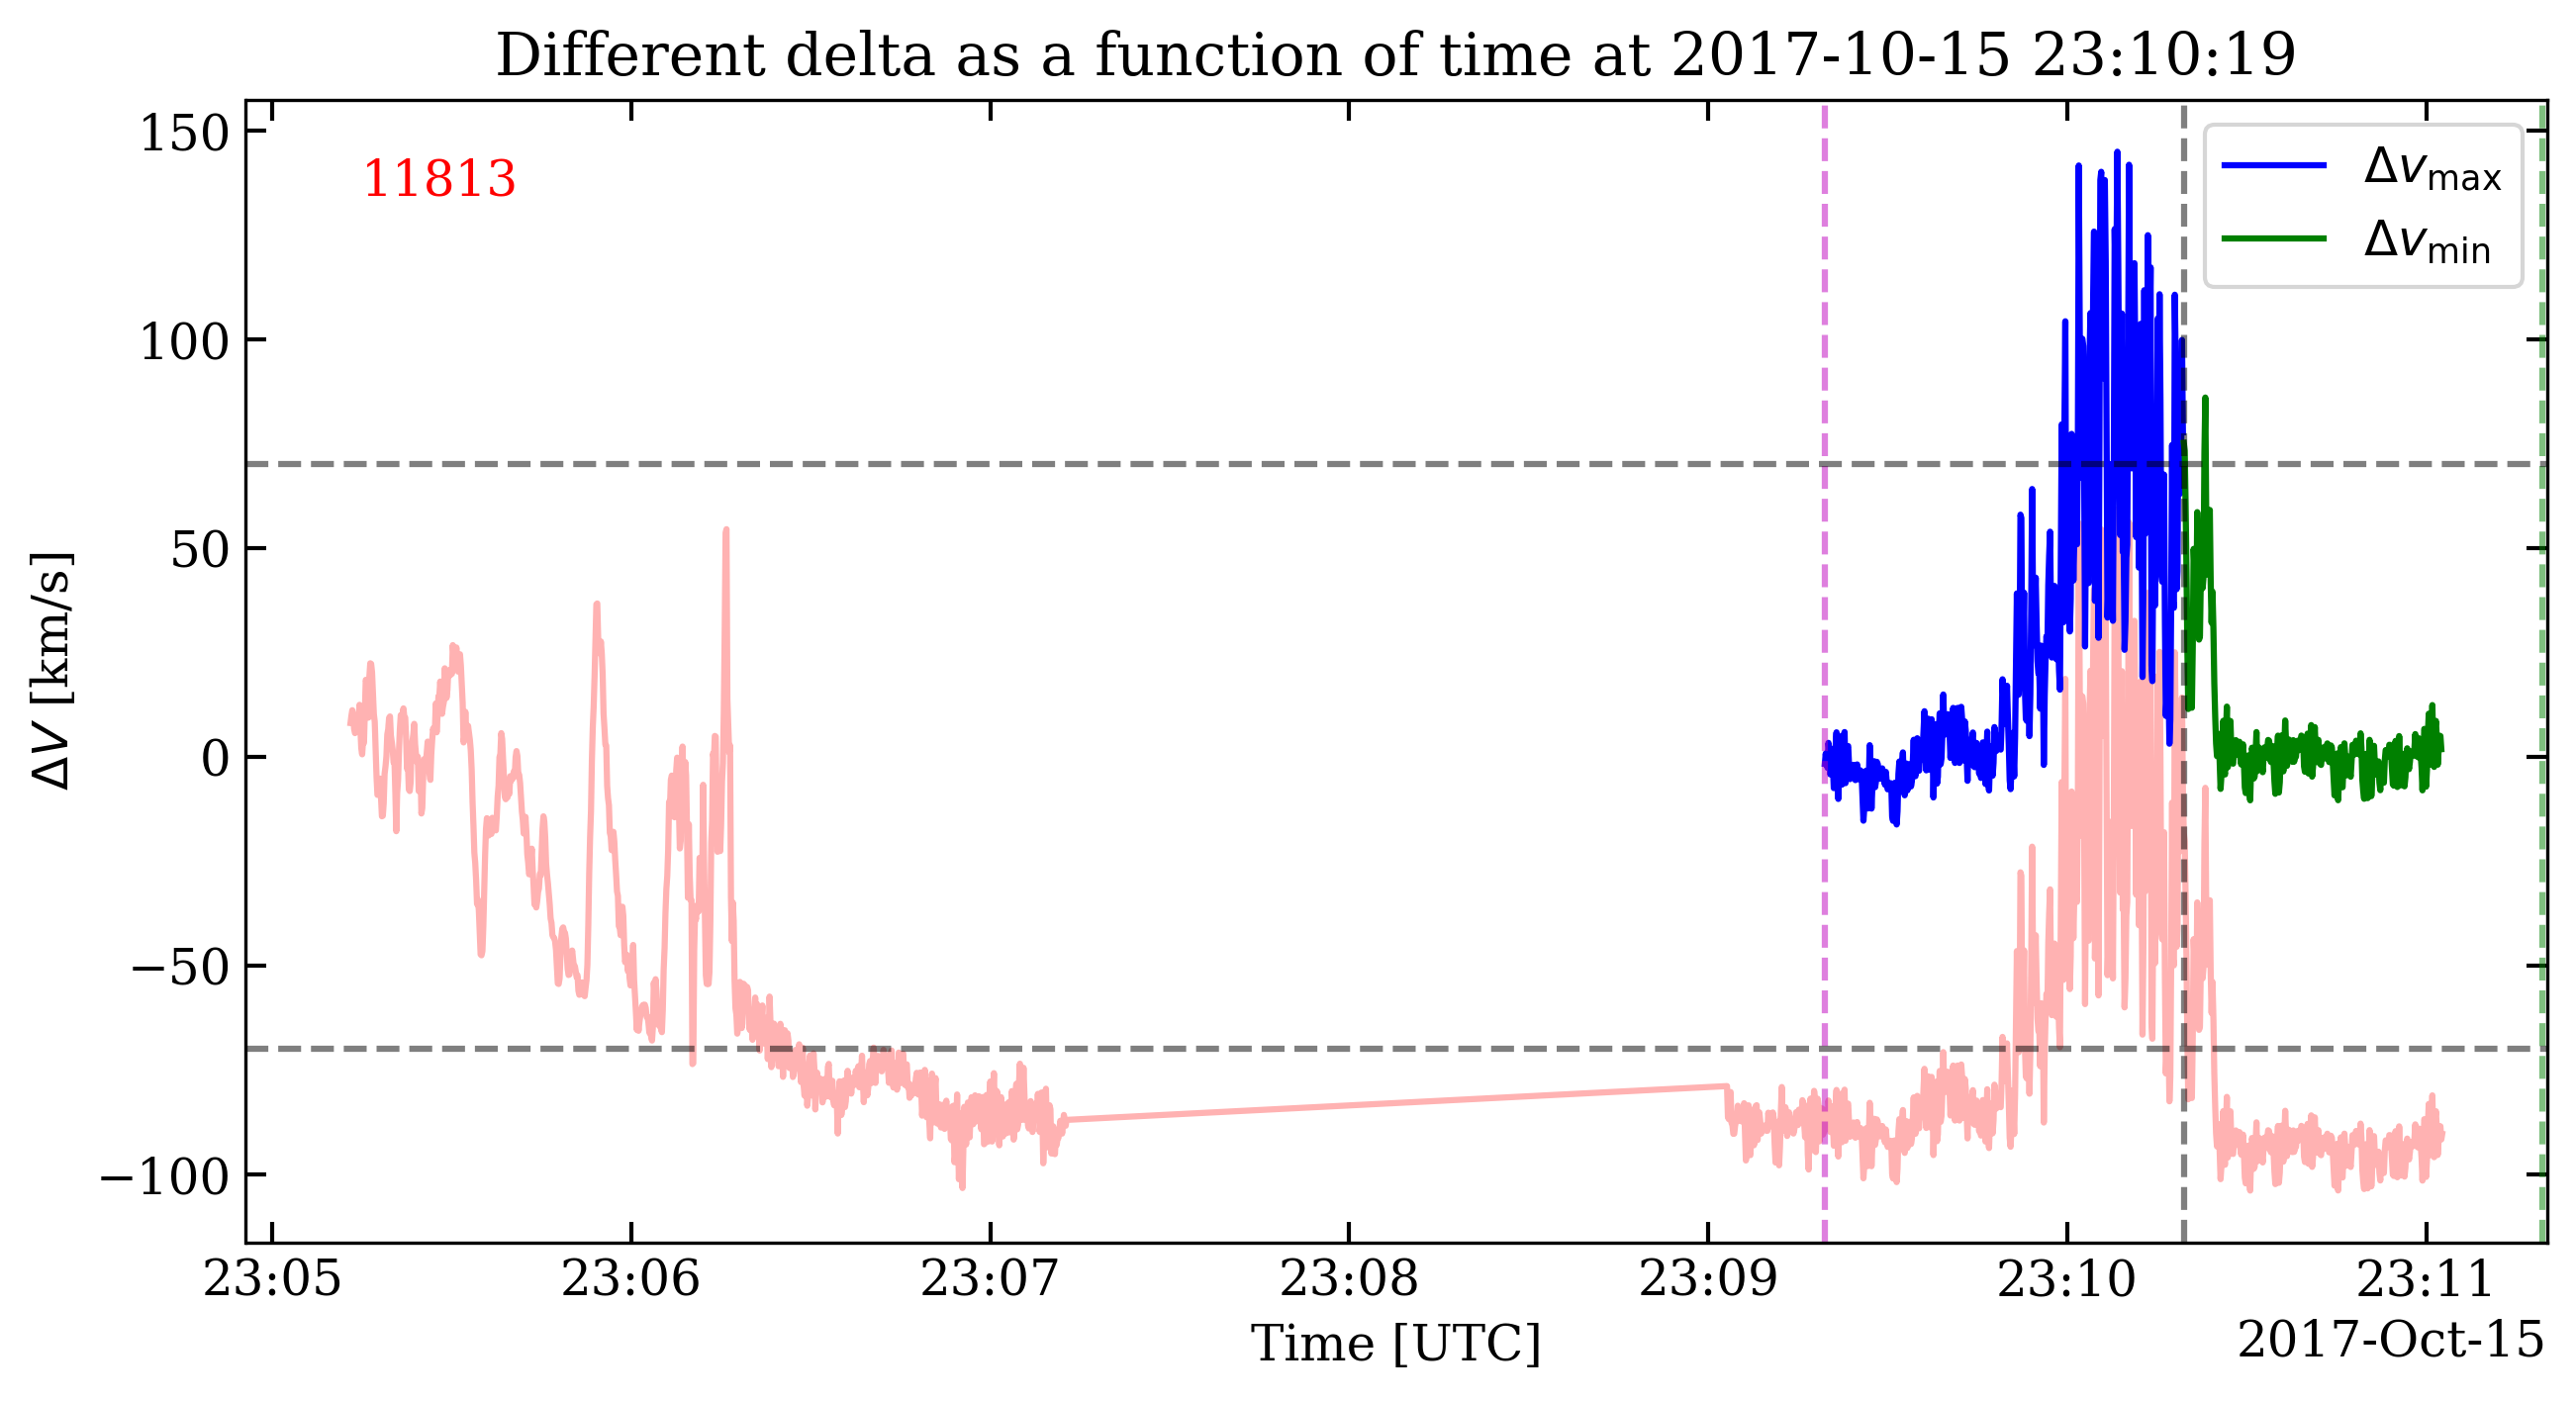 Different delta as a function of time at 2017-10-15 23:10:19
11813
Δv_max
Δv_min
150
100
50
0
−50
−100
ΔV [km/s]
23:05 23:06 23:07 23:08 23:09 23:10 23:11
Time [UTC]
2017-Oct-15